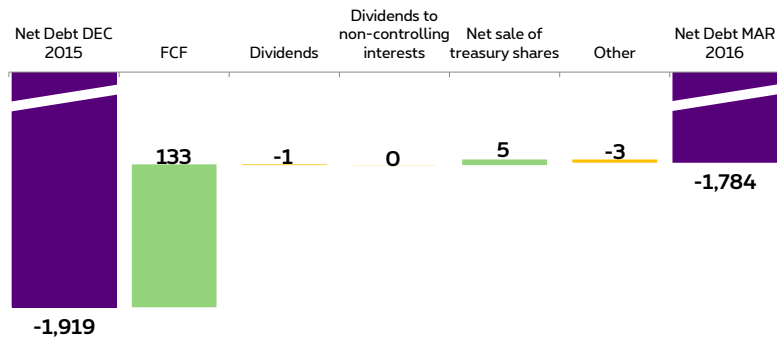 Net Debt DEC
2015
FCF
Dividends
Dividends to
non-controlling
interests
Net sale of
treasury shares
Other
Net Debt MAR
2016
133
-1
0
5
-3
-1,784
-1,919